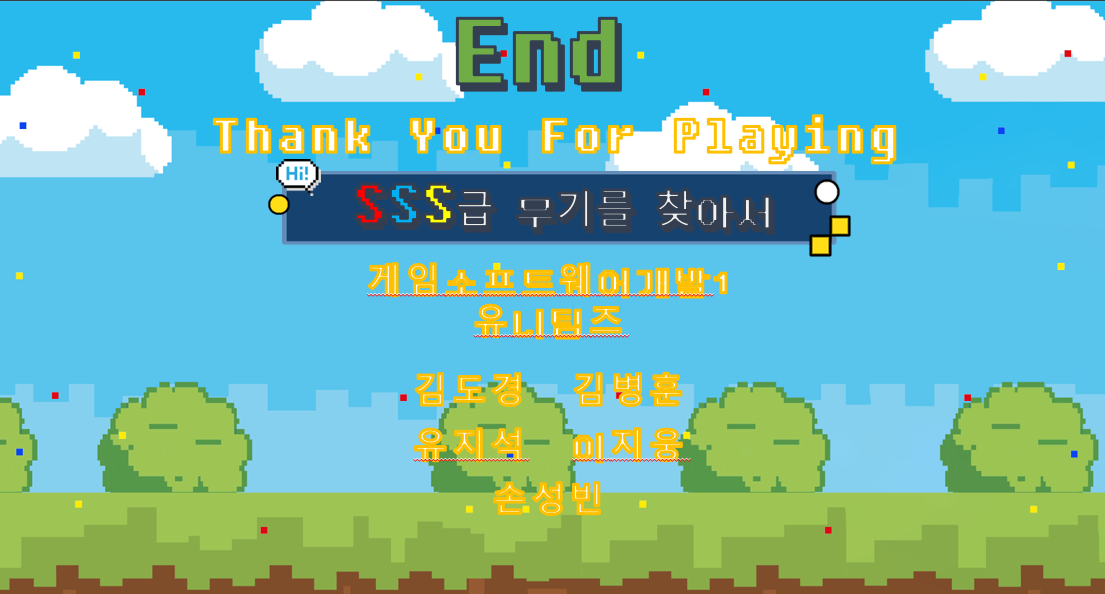 End
Thank You For Playing
Hi!
SSS급 무기를 찾아서
게임소프트웨어개발1
유니팀즈
김도경 김병훈
유지석 이지웅
손성빈